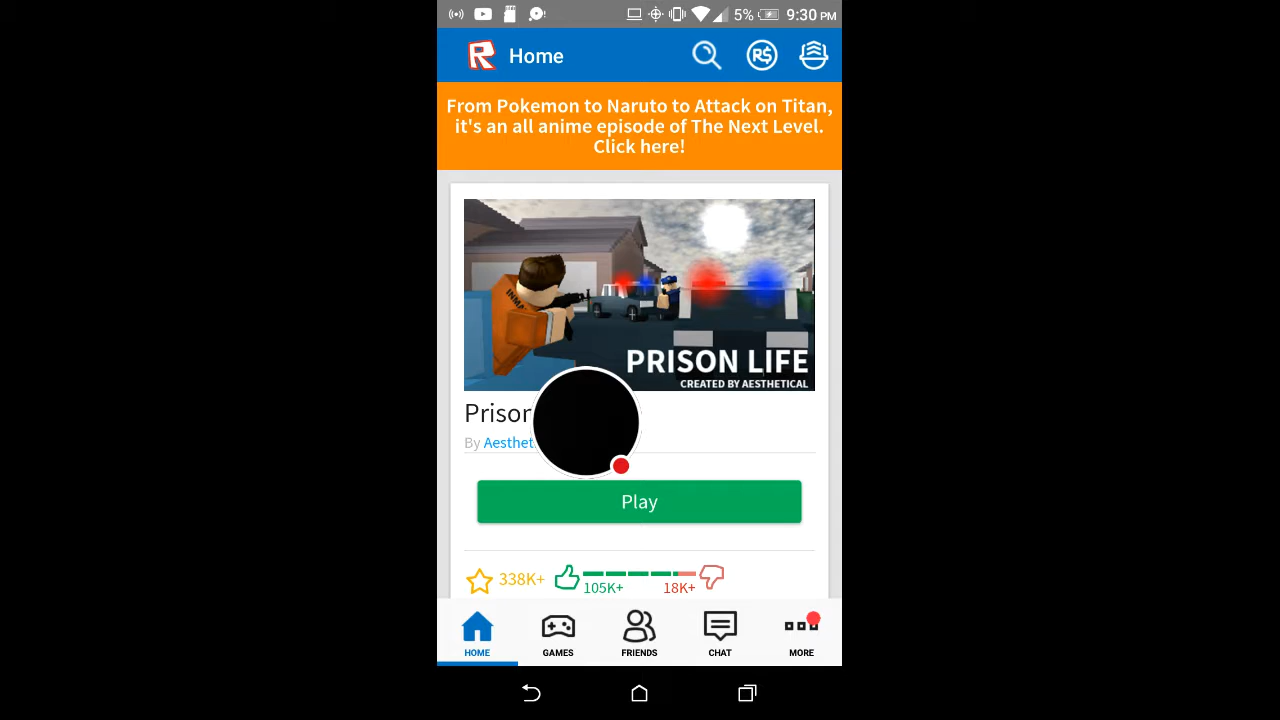 5%
9:30 PM
Home
R$
From Pokemon to Naruto to Attack on Titan,
it's an all anime episode of The Next Level.
Click here!
INMA
PRISON LIFE
CREATED BY AESTHETICAL
Prison
By Aesthet
Play
338K+
105K+
18K+
HOME
GAMES
FRIENDS
CHAT
MORE